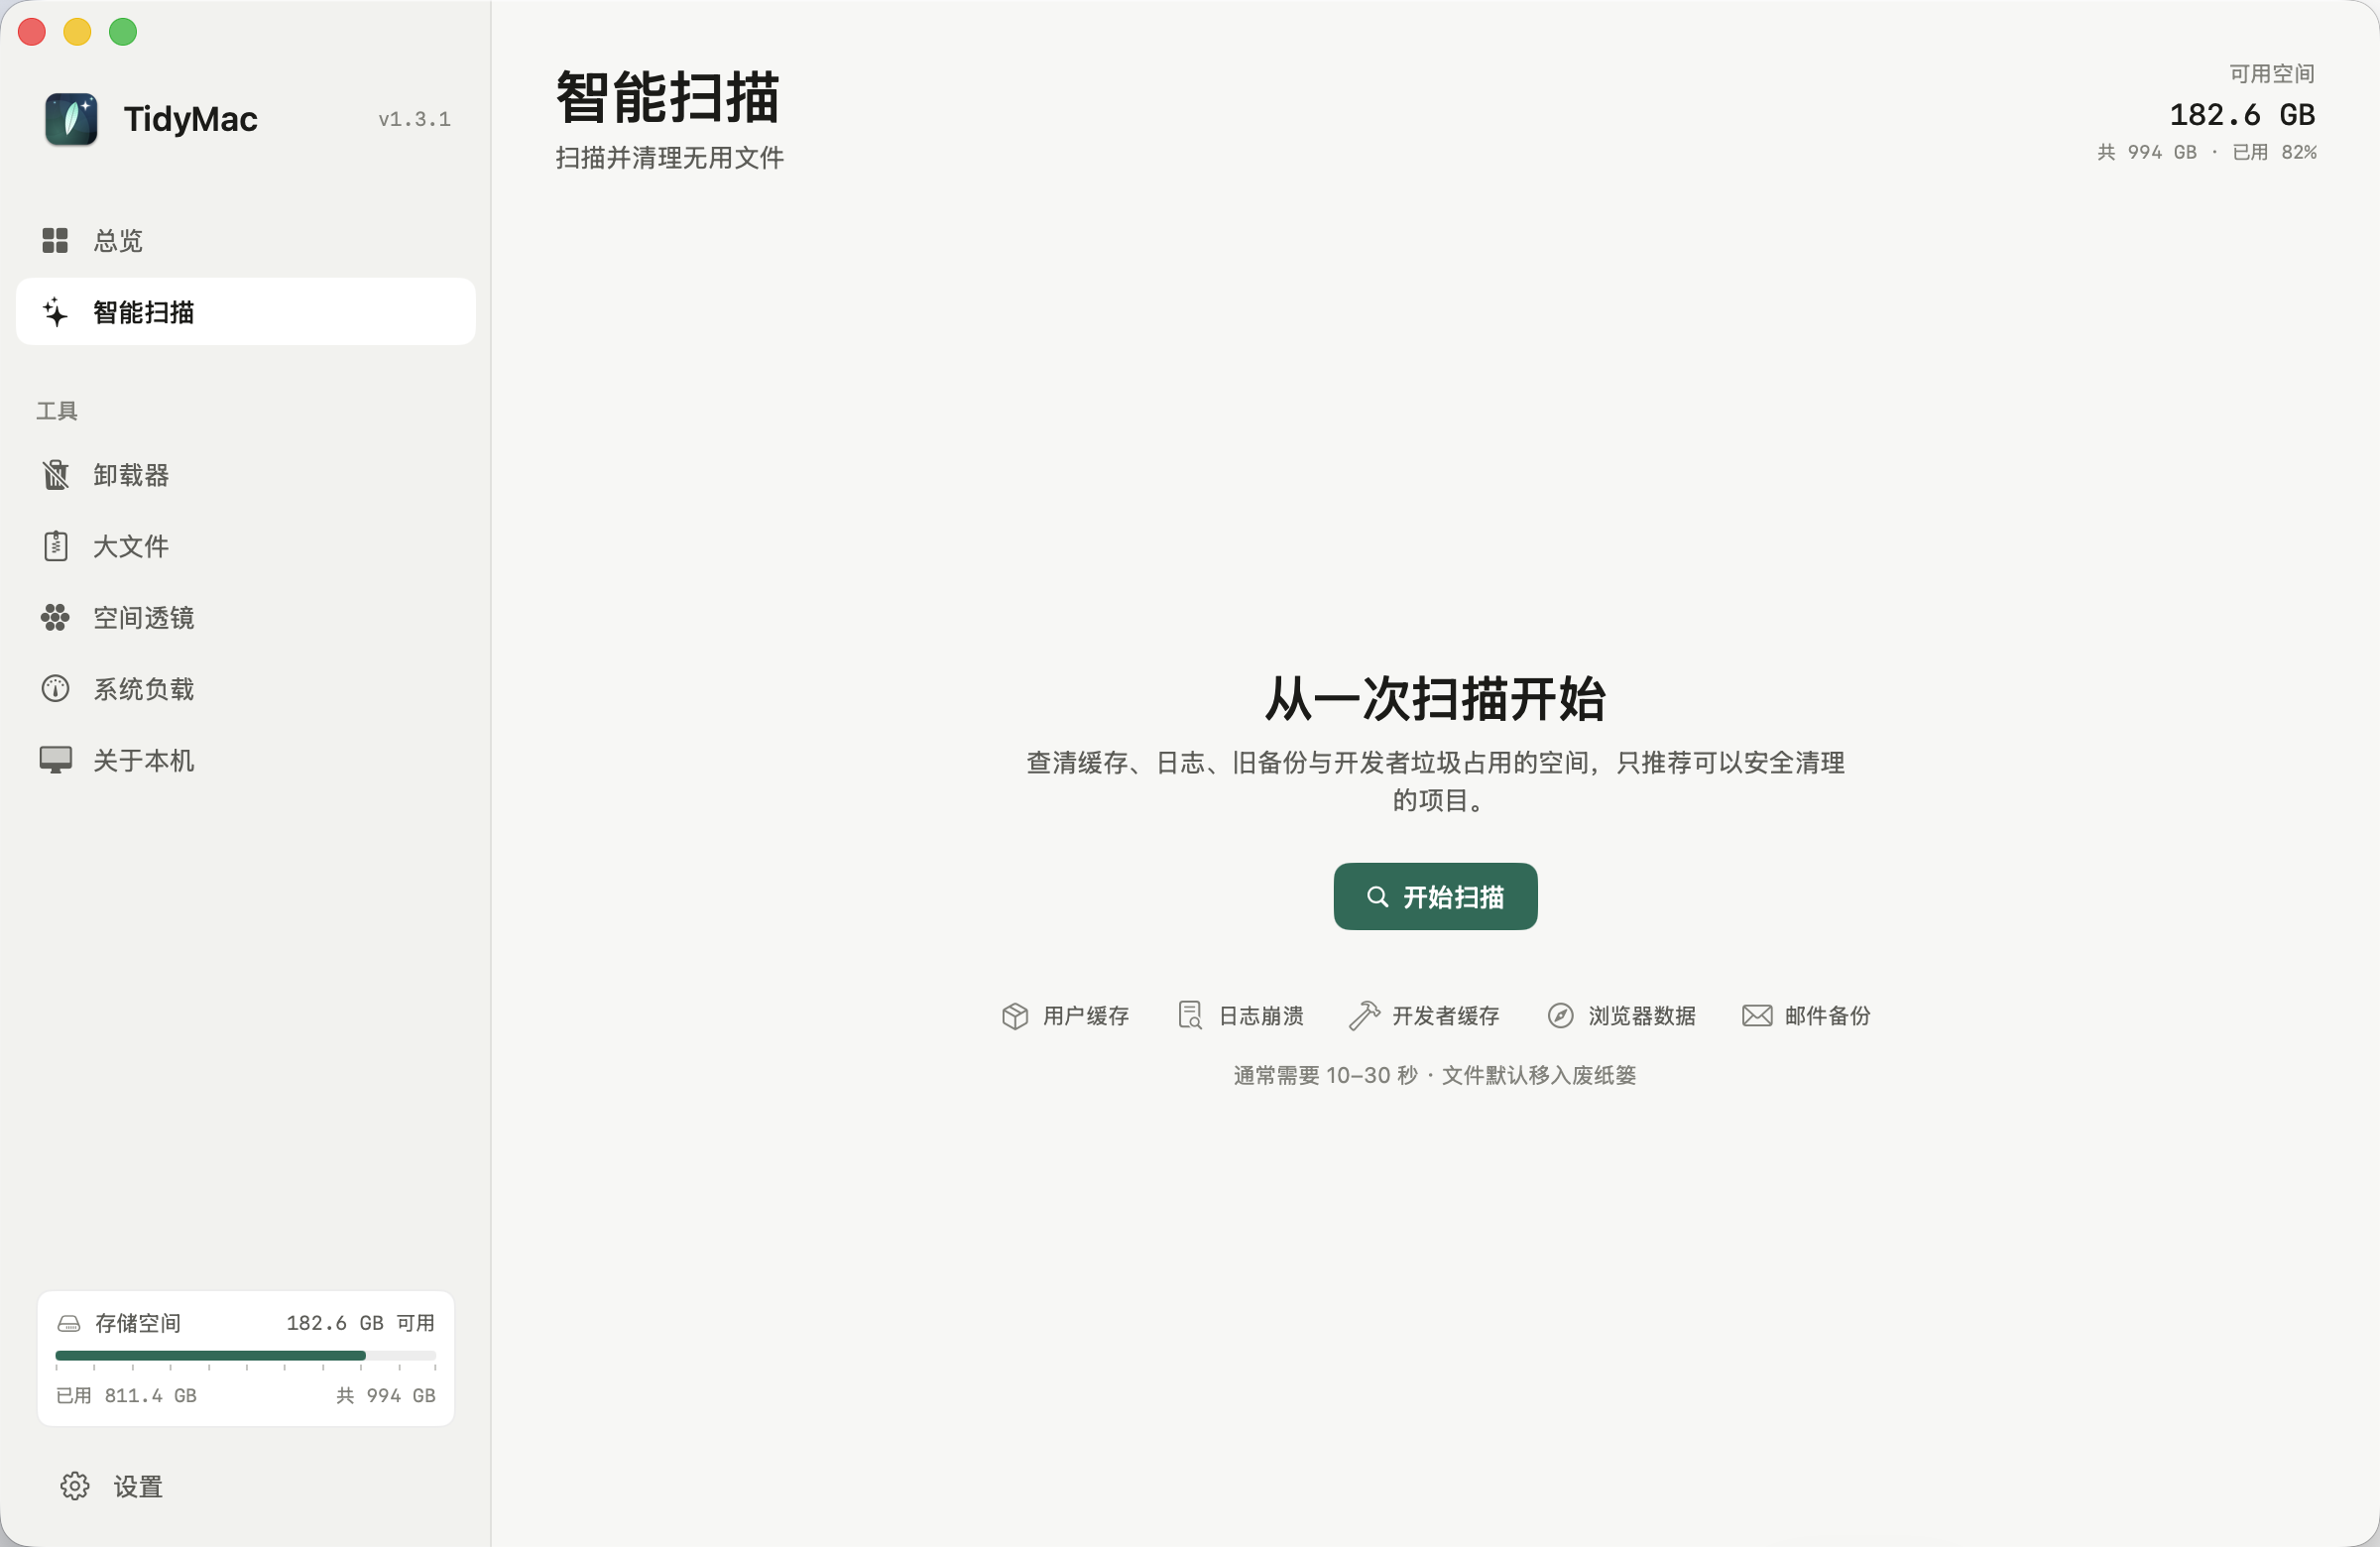 TidyMac
v1.3.1
总览
智能扫描
工具
卸载器
大文件
空间透镜
系统负载
关于本机
存储空间
182.6 GB 可用
已用 811.4 GB
共 994 GB
设置
智能扫描
扫描并清理无用文件
可用空间
182.6 GB
共 994 GB · 已用 82%
从一次扫描开始
查清缓存、日志、旧备份与开发者垃圾占用的空间，只推荐可以安全清理
的项目。
开始扫描
用户缓存
日志崩溃
开发者缓存
浏览器数据
邮件备份
通常需要 10–30 秒 · 文件默认移入废纸篓